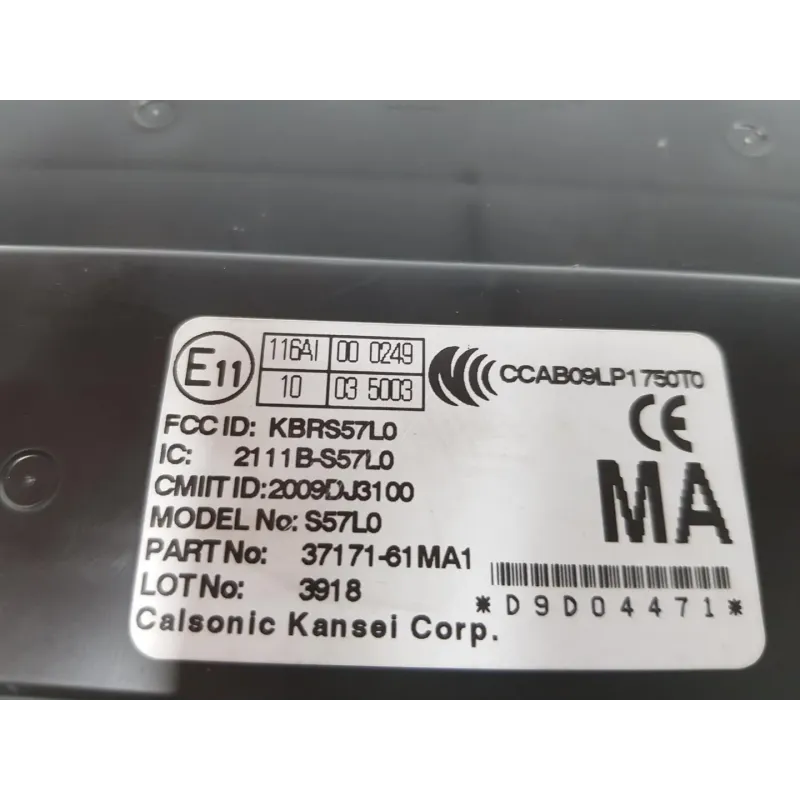 E11 116AI 00 0249 CCAB09LP1750T0
10 03 5003
FCC ID: KBRS57L0
CE
IC: 2111B-S57L0
CMIIT ID:2009DJ3100
MA
MODEL No: S57L0
PART No: 37171-61MA1
LOT No: 3918
*D9D04471*
Calsonic Kansei Corp.